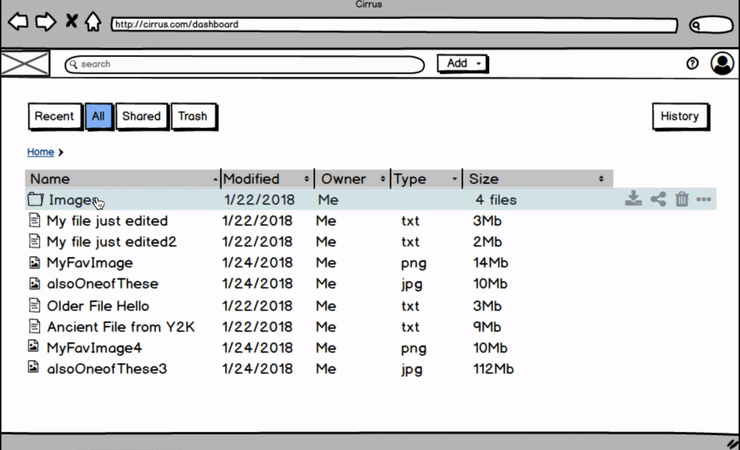 Cirrus
http://cirrus.com/dashboard
search
Add
?
Recent All Shared Trash History
Home
Name Modified Owner Type Size
Images 1/22/2018 Me 4 files
My file just edited 1/22/2018 Me txt 3Mb
My file just edited2 1/22/2018 Me txt 2Mb
MyFavImage 1/24/2018 Me png 14Mb
alsoOneofThese 1/24/2018 Me jpg 10Mb
Older File Hello 1/22/2018 Me txt 3Mb
Ancient File from Y2K 1/22/2018 Me txt 9Mb
MyFavImage4 1/24/2018 Me png 10Mb
alsoOneofThese3 1/24/2018 Me jpg 112Mb